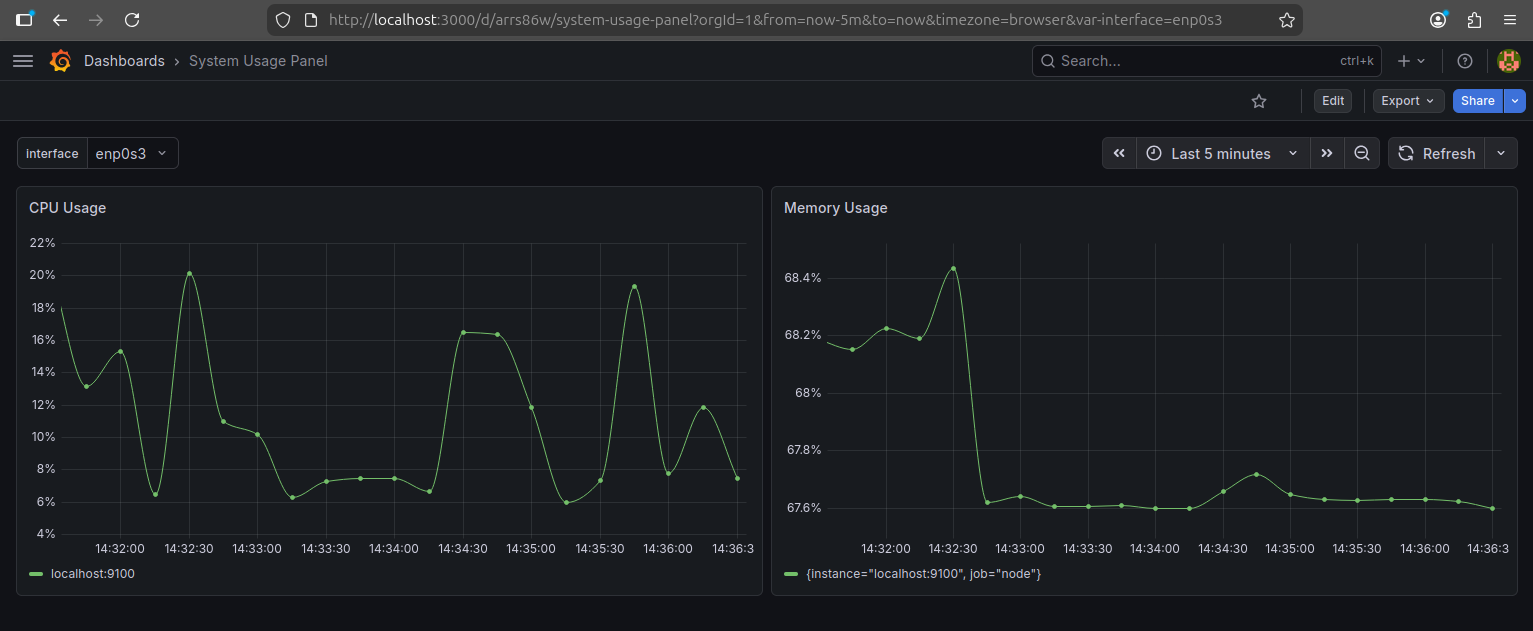 http://localhost:3000/d/arrs86w/system-usage-panel?orgId=1&from=now-5m&to=now&timezone=browser&var-interface=enp0s3
Dashboards › System Usage Panel
Search... ctrl+k
Edit Export Share
interface enp0s3
Last 5 minutes Refresh
CPU Usage
22%
20%
18%
16%
14%
12%
10%
8%
6%
4%
14:32:00 14:32:30 14:33:00 14:33:30 14:34:00 14:34:30 14:35:00 14:35:30 14:36:00 14:36:3
localhost:9100
Memory Usage
68.4%
68.2%
68%
67.8%
67.6%
14:32:00 14:32:30 14:33:00 14:33:30 14:34:00 14:34:30 14:35:00 14:35:30 14:36:00 14:36:3
{instance="localhost:9100", job="node"}